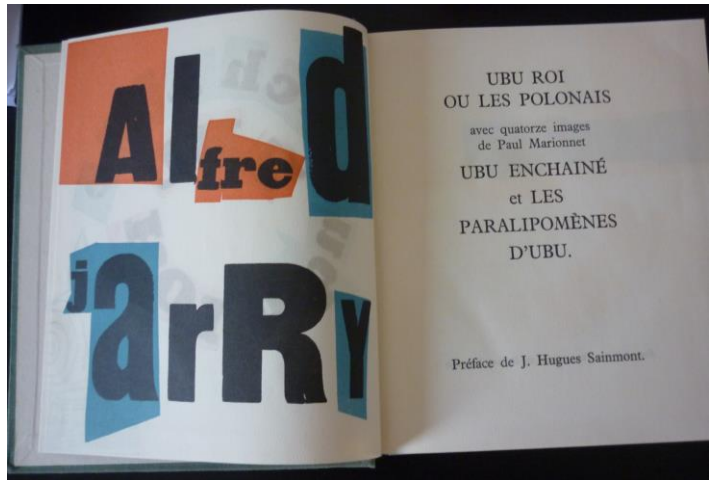 Alfred
jarry
UBU ROI
OU LES POLONAIS
avec quatorze images
de Paul Marionnet
UBU ENCHAINÉ
et LES
PARALIPOMÈNES
D'UBU.
Préface de J. Hugues Sainmont.